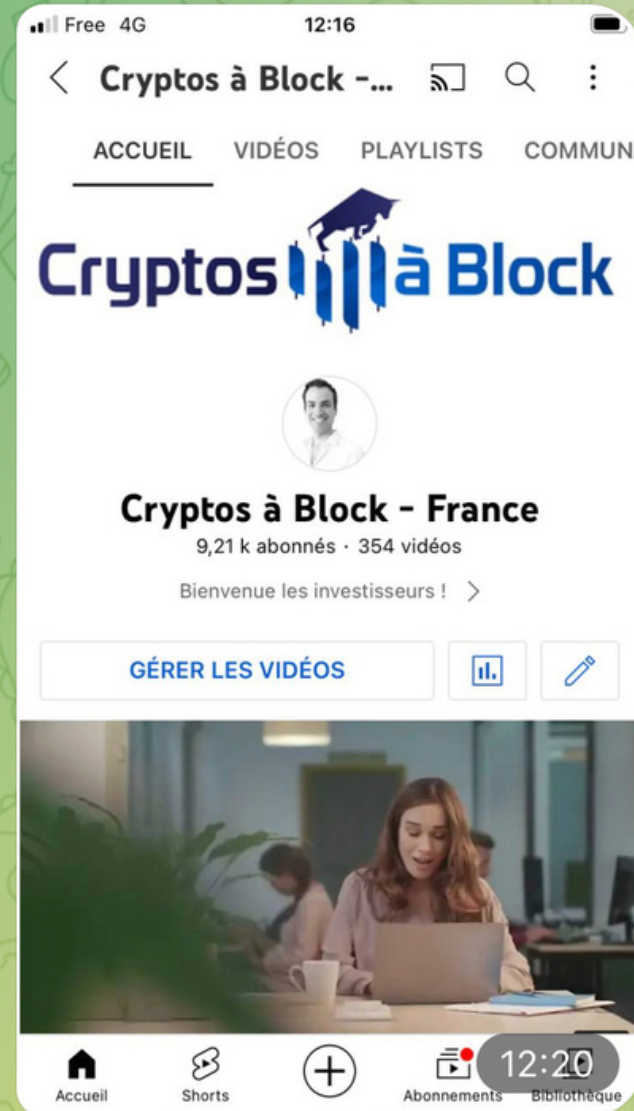 Free 4G 12:16
Cryptos à Block -...
ACCUEIL VIDÉOS PLAYLISTS COMMUN
Cryptos à Block
Cryptos à Block - France
9,21 k abonnés · 354 vidéos
Bienvenue les investisseurs !
GÉRER LES VIDÉOS
12:20
Accueil Shorts Abonnements Bibliothèque